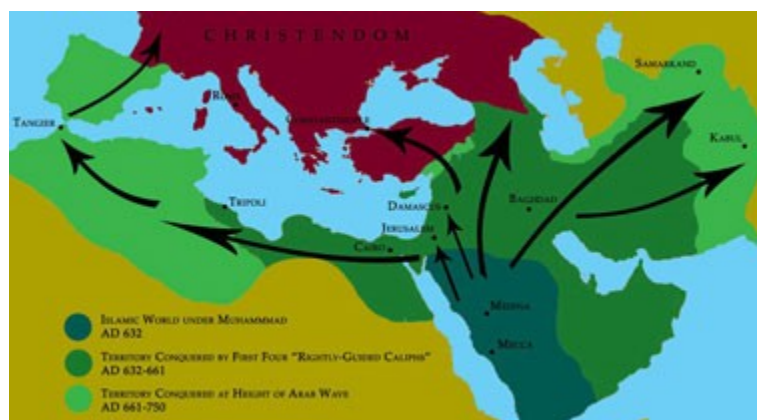 CHRISTENDOM
SAMARKAND
ROME
TANGIER
CONSTANTINOPLE
KABUL
TRIPOLI
DAMASCUS
BAGHDAD
JERUSALEM
CAIRO
MEDINA
MECCA
ISLAMIC WORLD UNDER MUHAMMMAD
AD 632
TERRITORY CONQUERED BY FIRST FOUR "RIGHTLY-GUIDED CALIPHS"
AD 632-661
TERRITORY CONQUERED AT HEIGHT OF ARAB WAVE
AD 661-750